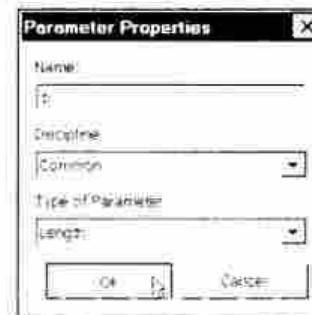 Parameter Properties
Name:
Discipline:
Common
Type of Parameter
Length
OK
Cancel